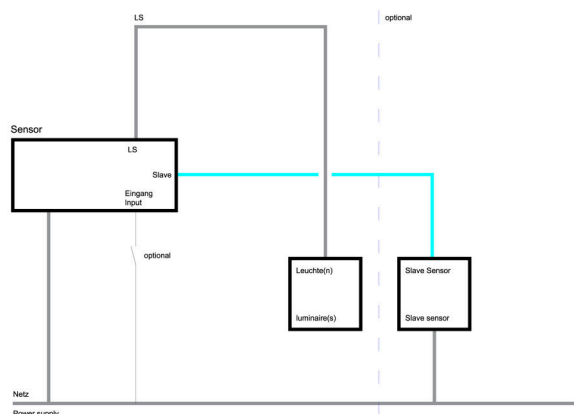 LS
optional
Sensor
LS
Slave
Eingang
Input
optional
Leuchte(n)
Slave Sensor
luminaire(s)
Slave sensor
Netz
Power supply